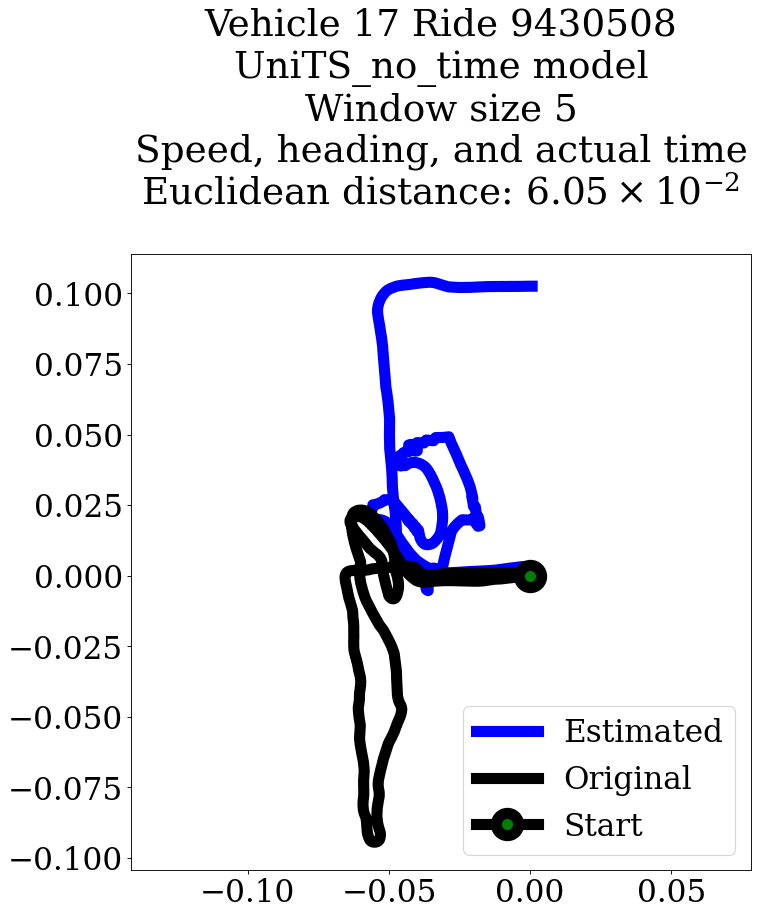 Vehicle 17 Ride 9430508
UniTS_no_time model
Window size 5
Speed, heading, and actual time
Euclidean distance: 6.05 × 10⁻²
0.100
0.075
0.050
0.025
0.000
−0.025
−0.050
−0.075
−0.100
−0.10 −0.05 0.00 0.05
Estimated
Original
Start